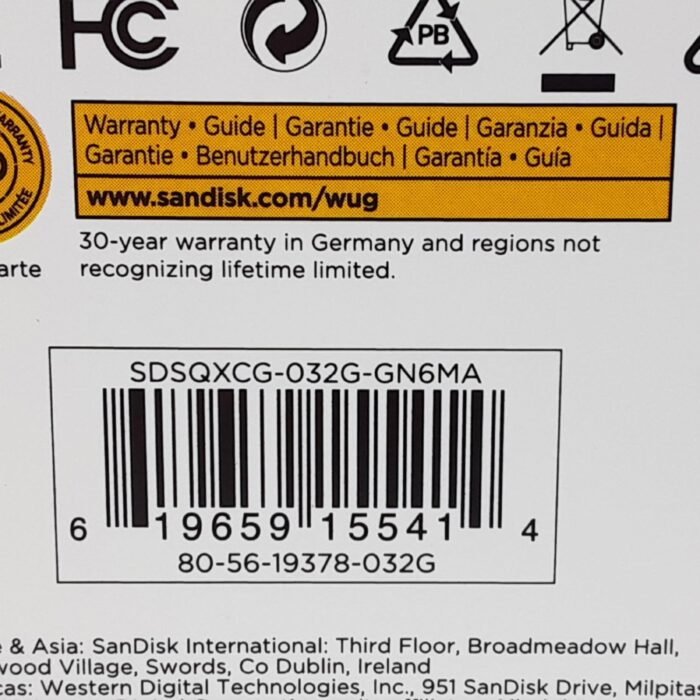 FC
PB
ARRANTY
LIMITÉE
Warranty • Guide | Garantie • Guide | Garanzia • Guida |
Garantie • Benutzerhandbuch | Garantía • Guía
www.sandisk.com/wug
30-year warranty in Germany and regions not
arte recognizing lifetime limited.
SDSQXCG-032G-GN6MA
6 19659 15541 4
80-56-19378-032G
& Asia: SanDisk International: Third Floor, Broadmeadow Hall,
wood Village, Swords, Co Dublin, Ireland
cas: Western Digital Technologies, Inc., 951 SanDisk Drive, Milpita